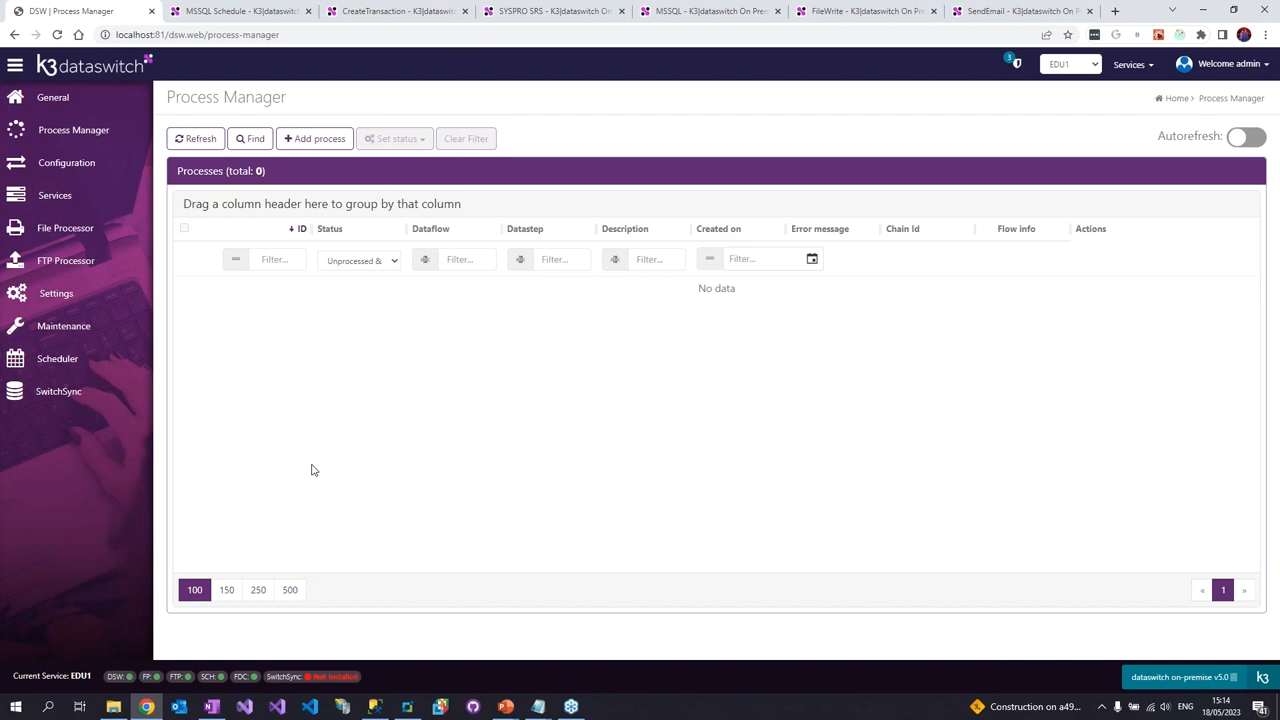 DSW | Process Manager
MSSQL Schedule - K3|dataswitch
CreateTransaction - K3|dataswitc
SYSPRO SRS - K3|dataswitch On
MSSQL - K3|dataswitch On Prem
FileWrite - K3|dataswitch On Pre
SendEmail - K3|dataswitch On P
localhost:81/dsw.web/process-manager
k3dataswitch
3
EDU1
Services
Welcome admin
General
Process Manager
Configuration
Services
File Processor
FTP Processor
Settings
Maintenance
Scheduler
SwitchSync
Process Manager
Home > Process Manager
Refresh
Find
Add process
Set status
Clear Filter
Autorefresh:
Processes (total: 0)
Drag a column header here to group by that column
ID
Status
Dataflow
Datastep
Description
Created on
Error message
Chain Id
Flow info
Actions
Filter...
Unprocessed &
Filter...
Filter...
Filter...
Filter...
No data
100
150
250
500
« 1 »
Current Service: EDU1
DSW:
FP:
FTP:
SCH:
FDC:
SwitchSync: Not Installed
dataswitch on-premise v5.0
k3
Construction on a49...
ENG
15:14
18/05/2023